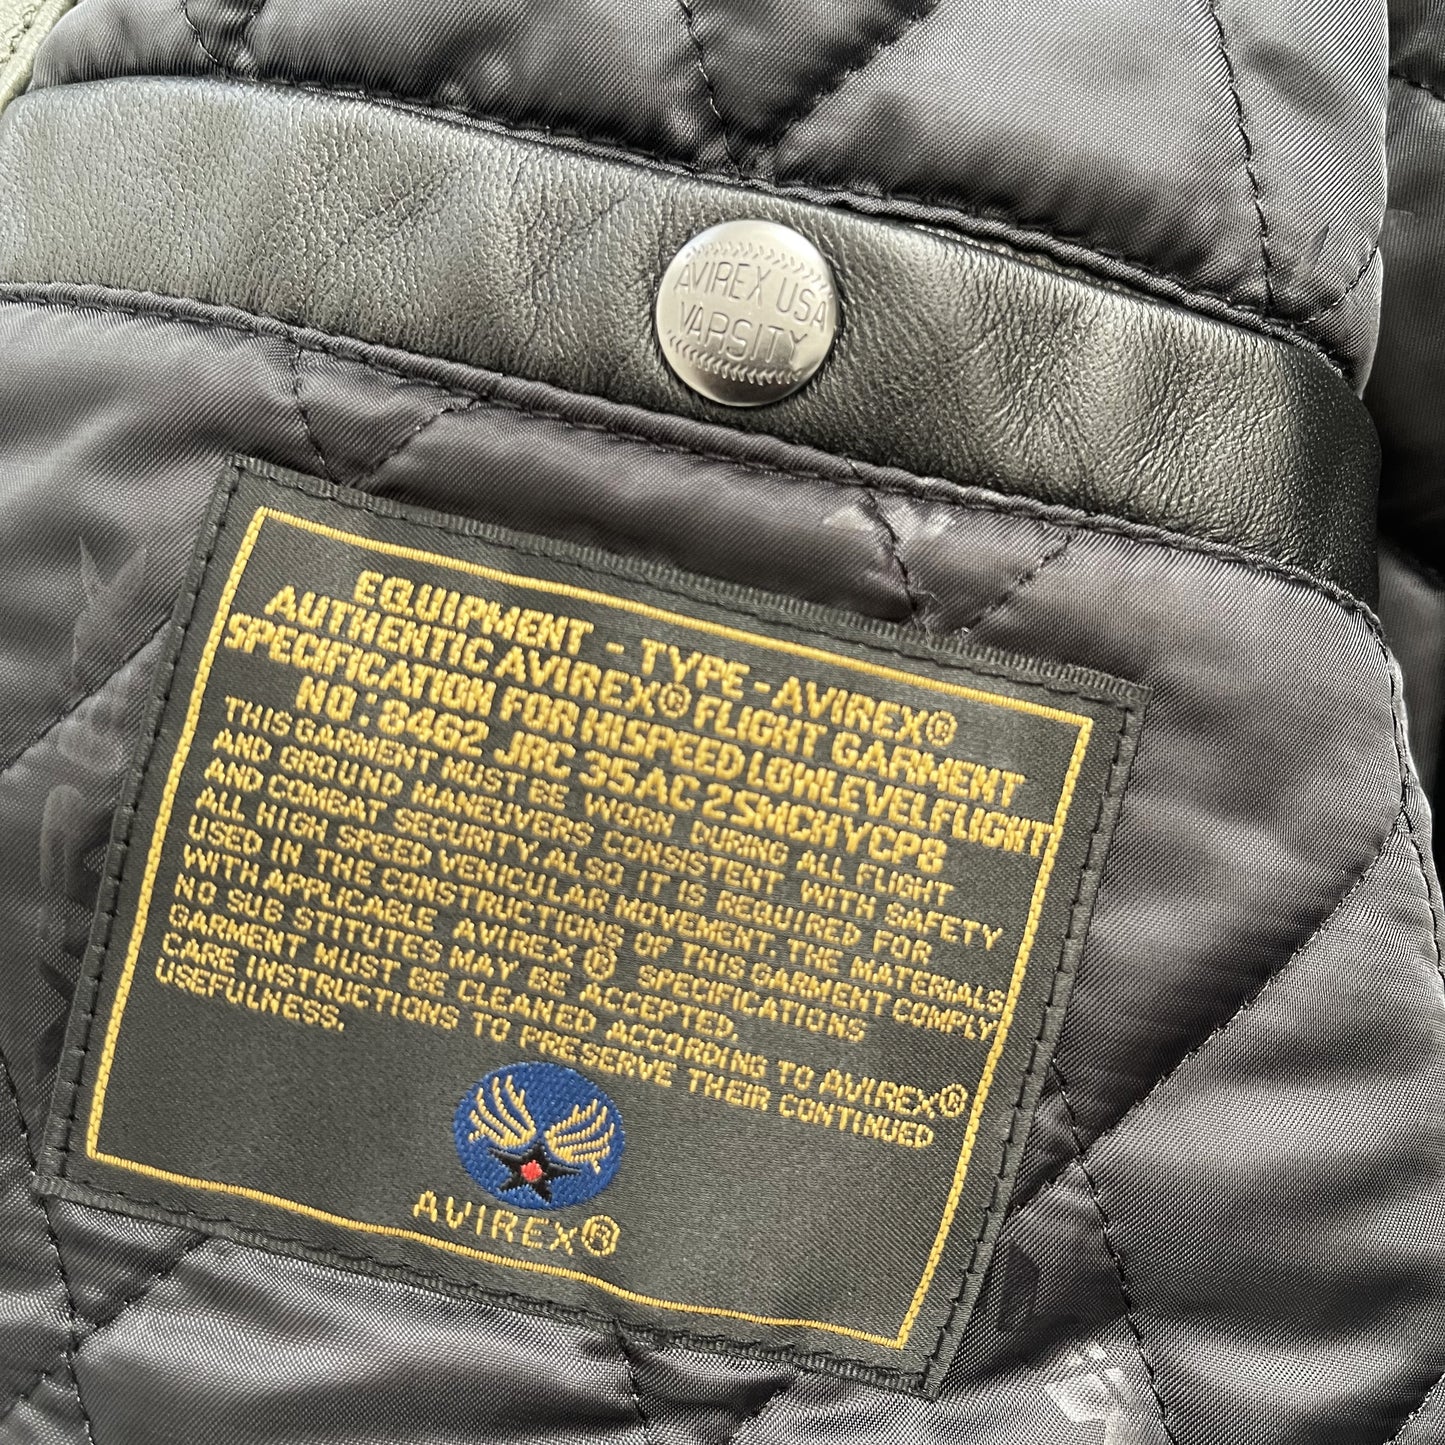 AVIREX USA
VARSITY
EQUIPMENT - TYPE - AVIREX®
AUTHENTIC AVIREX® FLIGHT GARMENT
SPECIFICATION FOR HISPEED LOWLEVEL FLIGHT
NO: 8462 JRC 35AC2SMCHYCPG
THIS GARMENT MUST BE WORN DURING ALL FLIGHT
AND GROUND MANEUVERS CONSISTENT WITH SAFETY
AND COMBAT SECURITY. ALSO IT IS REQUIRED FOR
ALL HIGH SPEED VEHICULAR MOVEMENT. THE MATERIALS
USED IN THE CONSTRUCTIONS OF THIS GARMENT COMPLY
WITH APPLICABLE AVIREX® SPECIFICATIONS
NO SUB STITUTES MAY BE ACCEPTED.
GARMENT MUST BE CLEANED ACCORDING TO AVIREX®
CARE INSTRUCTIONS TO PRESERVE THEIR CONTINUED
USEFULNESS.
AVIREX®